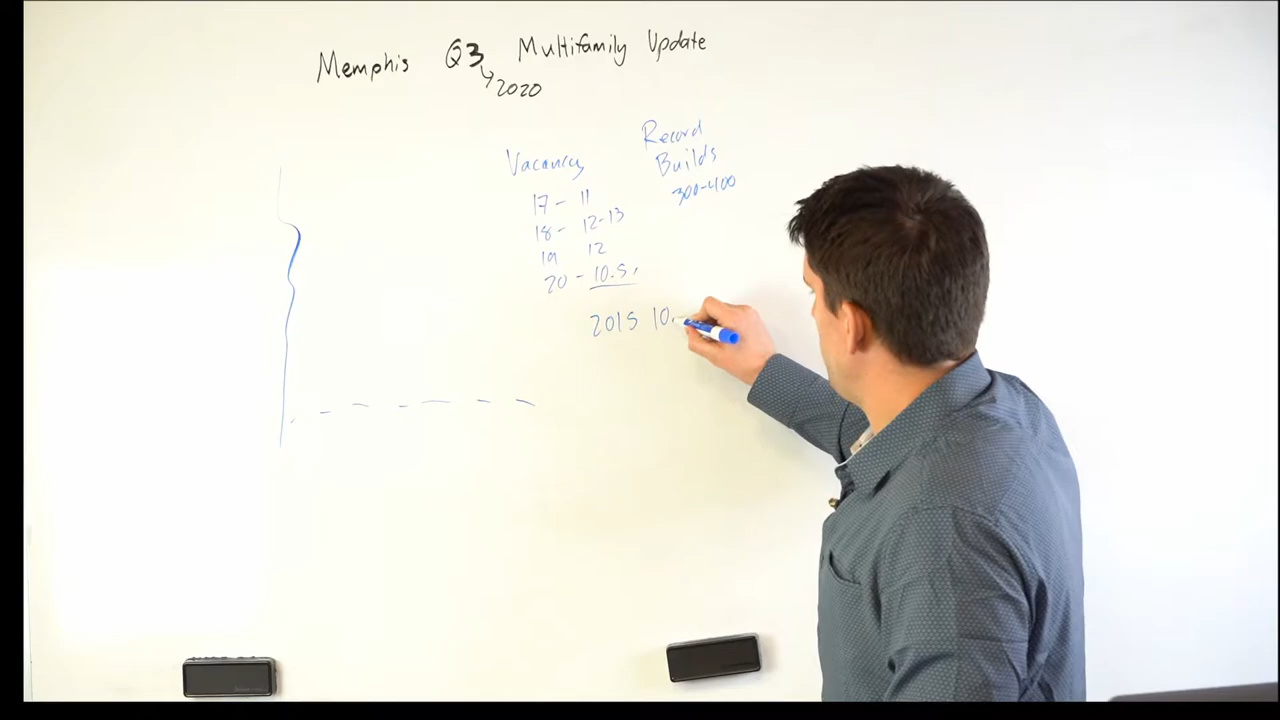 Memphis Q3 Multifamily Update
2020
Vacancy
17 - 11
18 - 12-13
19 12
20 - 10.5,
2015 10.
Record
Builds
300-400